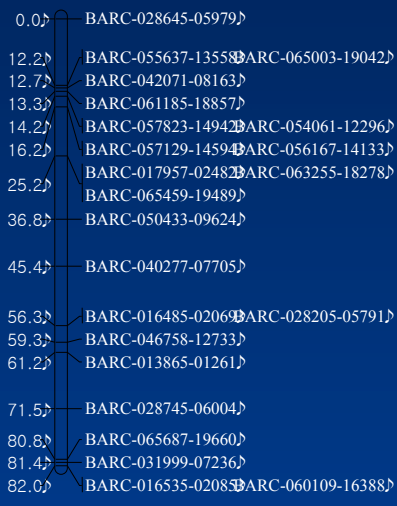 0.0♪ BARC-028645-05979♪
12.2♪ BARC-055637-13558♪ BARC-065003-19042♪
12.7♪ BARC-042071-08163♪
13.3♪ BARC-061185-18857♪
14.2♪ BARC-057823-14942♪ BARC-054061-12296♪
16.2♪ BARC-057129-14594♪ BARC-056167-14133♪
25.2♪ BARC-017957-02482♪ BARC-063255-18278♪
BARC-065459-19489♪
36.8♪ BARC-050433-09624♪
45.4♪ BARC-040277-07705♪
56.3♪ BARC-016485-02069♪ BARC-028205-05791♪
59.3♪ BARC-046758-12733♪
61.2♪ BARC-013865-01261♪
71.5♪ BARC-028745-06004♪
80.8♪ BARC-065687-19660♪
81.4♪ BARC-031999-07236♪
82.0♪ BARC-016535-02085♪ BARC-060109-16388♪